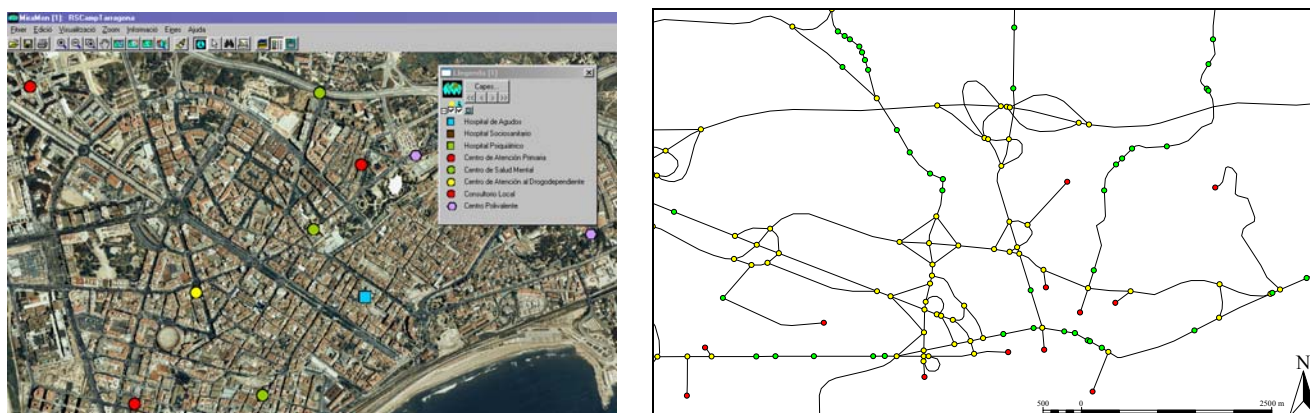 MiraMon [1]: RSCampTarragona
Fitxer Edició Visualització Zoom Informació Eines Ajuda
Llegenda [1]
Capes...
<< < > >>
Hospital de Agudos
Hospital Sociosanitario
Hospital Psiquiátrico
Centro de Atención Primaria
Centro de Salud Mental
Centro de Atención al Drogodependiente
Consultorio Local
Centro Polivalente
N
500 0 2500 m